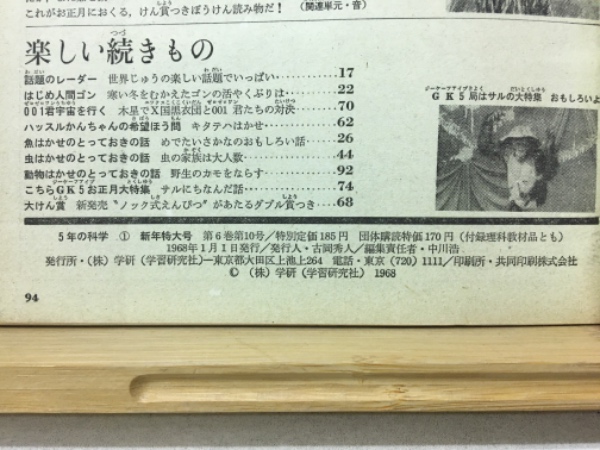 これがお正月におくる，けん賞つきぼうけん読み物だ！
（関連単元・音）
楽しい続きもの
話題のレーダー 世界じゅうの楽しい話題でいっぱい…………17
はじめ人間ゴン 寒い冬をむかえたゴンの活やくぶりは…………22
001君宇宙を行く 木星でX国黒衣団と001君たちの対決…………70
ハッスルかんちゃんの希望ほう問 キタテハはかせ…………62
魚はかせのとっておきの話 めでたいさかなのおもしろい話…………26
虫はかせのとっておきの話 虫の家族は大人数…………44
動物はかせのとっておきの話 野生のカモをならす…………92
こちらGK5お正月大特集 サルにちなんだ話…………74
大けん賞 新発売〝ノック式えんぴつ〟があたるダブル賞つき…68
GK5局はサルの大特集 おもしろいよ
5年の科学 ① 新年特大号 第6巻第10号／特別定価185円 団体購読特価170円（付録理科教材品とも）
1968年1月1日発行／発行人・古岡秀人／編集責任者・中川浩
発行所・（株）学研（学習研究社）―東京都大田区上池上264 電話・東京（720）1111／印刷所・共同印刷株式会社
© （株）学研（学習研究社）1968
94